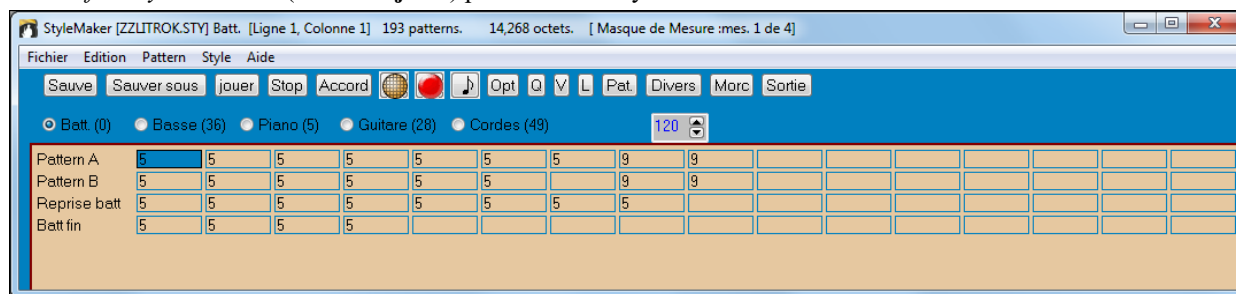 StyleMaker [ZZLITROK.STY] Batt. [Ligne 1, Colonne 1] 193 patterns. 14,268 octets. [ Masque de Mesure :mes. 1 de 4]
Fichier Edition Pattern Style Aide
Sauve Sauver sous jouer Stop Accord Opt Q V L Pat. Divers Morc Sortie
Batt. (0) Basse (36) Piano (5) Guitare (28) Cordes (49) 120
Pattern A 5 5 5 5 5 5 5 9 9
Pattern B 5 5 5 5 5 5 9 9
Reprise batt 5 5 5 5 5 5 5 5
Batt fin 5 5 5 5